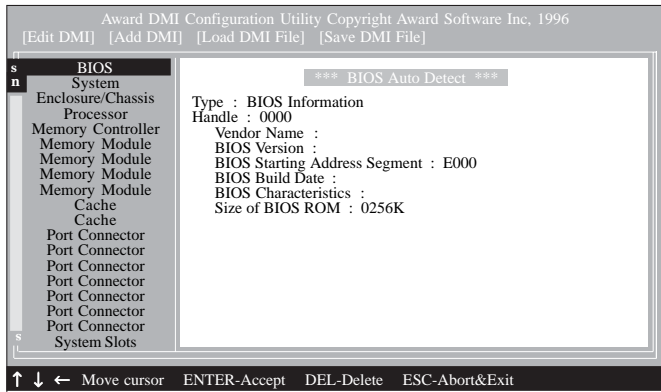 Award DMI Configuration Utility Copyright Award Software Inc, 1996
[Edit DMI] [Add DMI] [Load DMI File] [Save DMI File]
s
n
BIOS
System
Enclosure/Chassis
Processor
Memory Controller
Memory Module
Memory Module
Memory Module
Memory Module
Cache
Cache
Port Connector
Port Connector
Port Connector
Port Connector
Port Connector
Port Connector
Port Connector
System Slots
s
*** BIOS Auto Detect ***
Type : BIOS Information
Handle : 0000
Vendor Name :
BIOS Version :
BIOS Starting Address Segment : E000
BIOS Build Date :
BIOS Characteristics :
Size of BIOS ROM : 0256K
↑ ↓ ← Move cursor ENTER-Accept DEL-Delete ESC-Abort&Exit